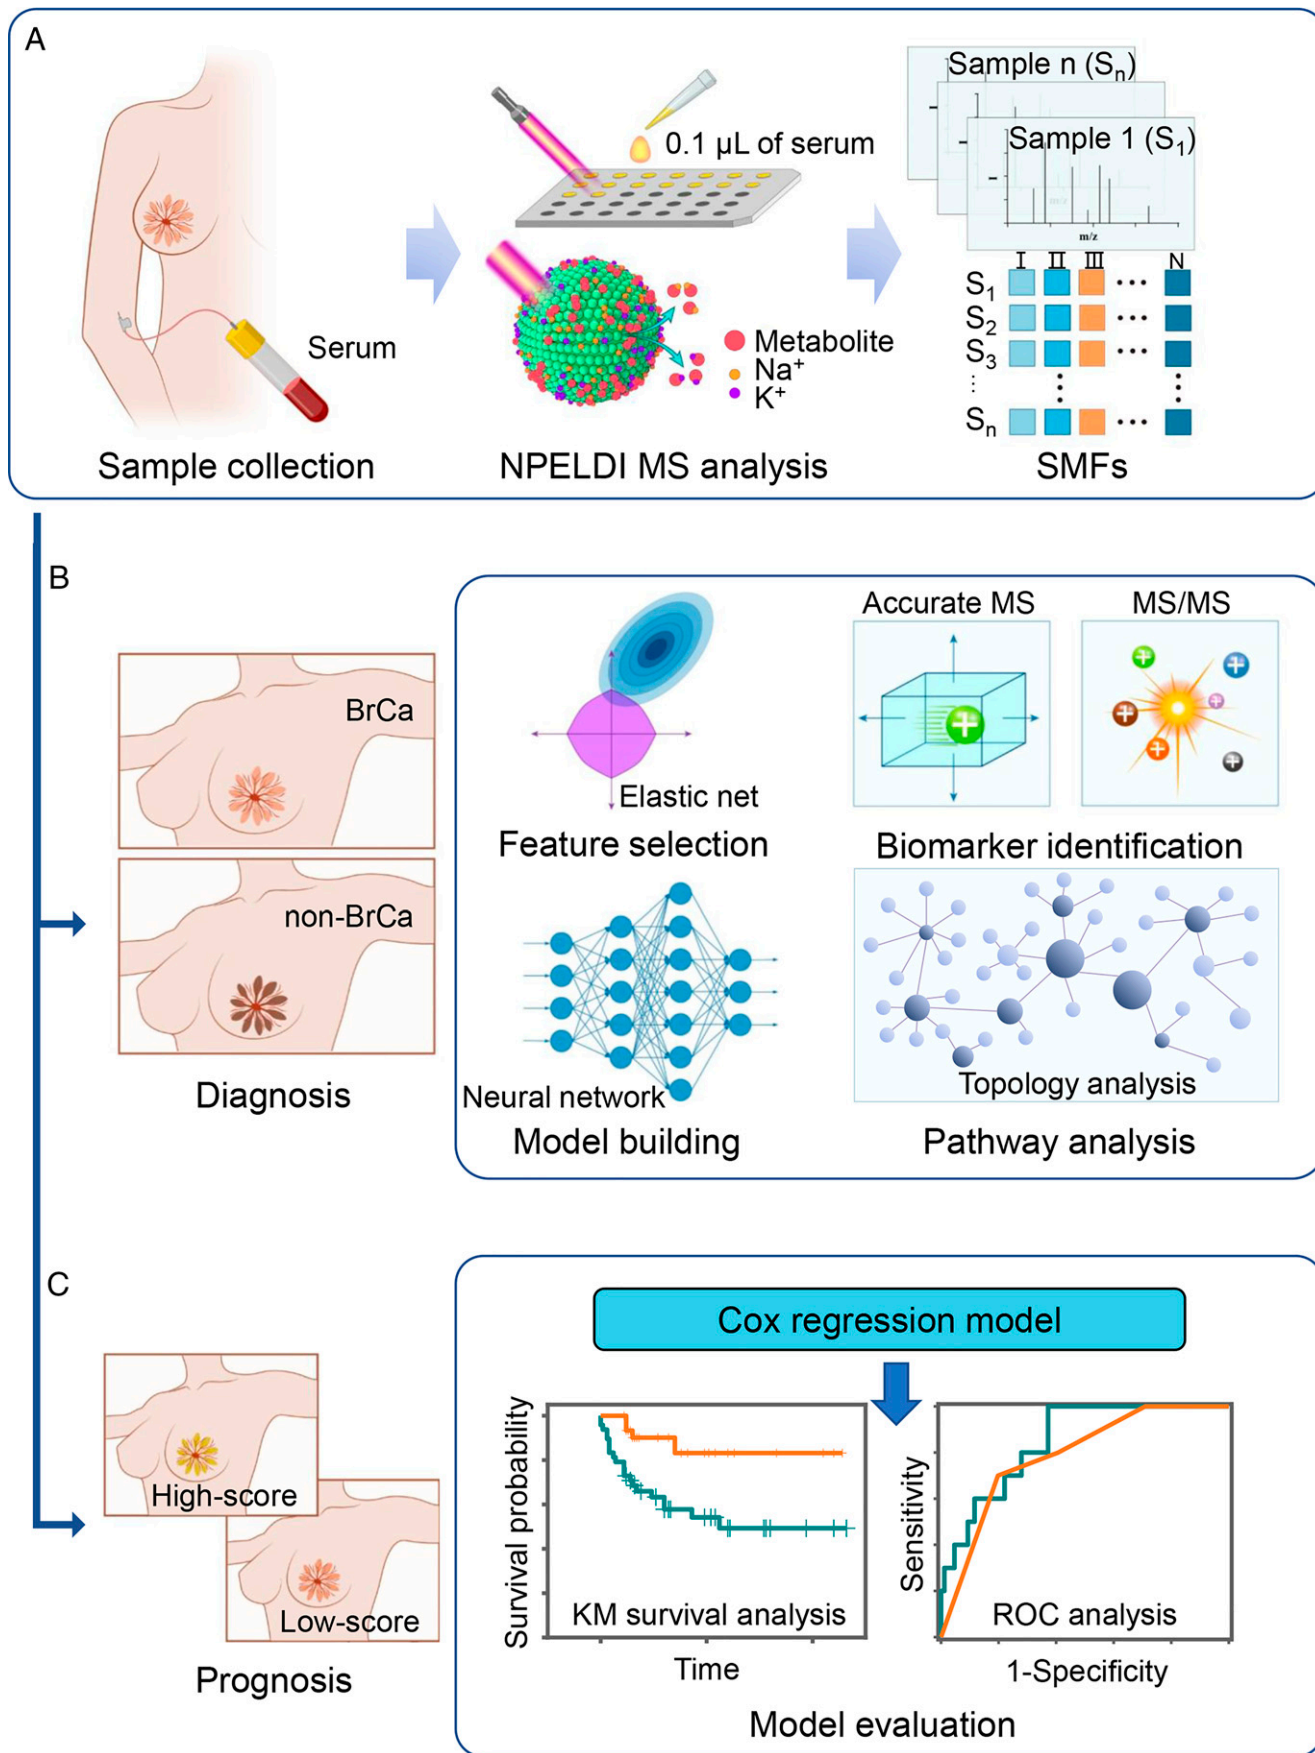 A
Serum
Sample collection
0.1 μL of serum
Metabolite
Na⁺
K⁺
NPELDI MS analysis
Sample n (Sₙ)
Sample 1 (S₁)
m/z
m/z
I II III N
S₁ ···
S₂ ···
S₃ ···
Sₙ ···
SMFs
B
BrCa
non-BrCa
Diagnosis
Elastic net
Feature selection
Accurate MS
MS/MS
Biomarker identification
Neural network
Model building
Topology analysis
Pathway analysis
C
High-score
Low-score
Prognosis
Cox regression model
Survival probability
KM survival analysis
Time
Sensitivity
ROC analysis
1-Specificity
Model evaluation